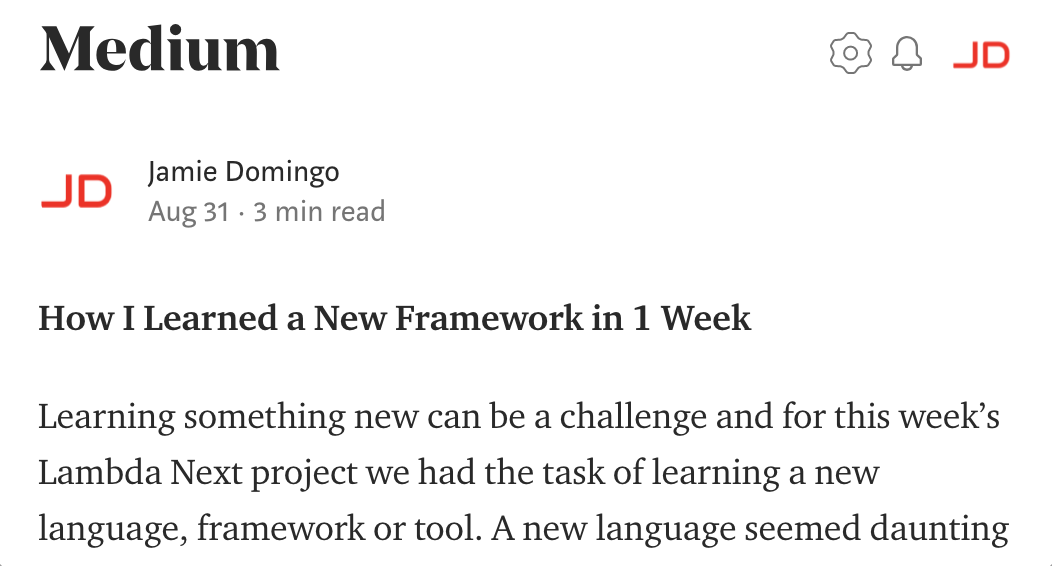 Medium
JD
JD
Jamie Domingo
Aug 31 · 3 min read
How I Learned a New Framework in 1 Week
Learning something new can be a challenge and for this week’s
Lambda Next project we had the task of learning a new
language, framework or tool. A new language seemed daunting